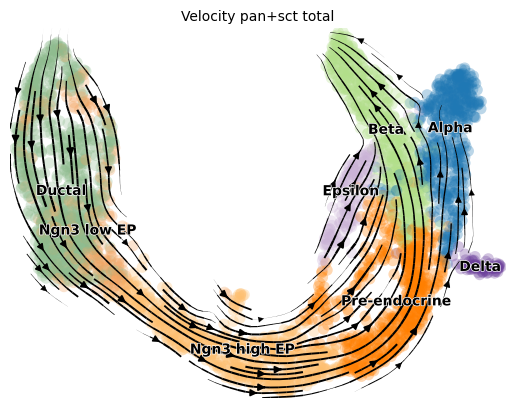 Velocity pan+sct total
Beta
Alpha
Ductal
Epsilon
Ngn3 low EP
Delta
Pre-endocrine
Ngn3 high EP